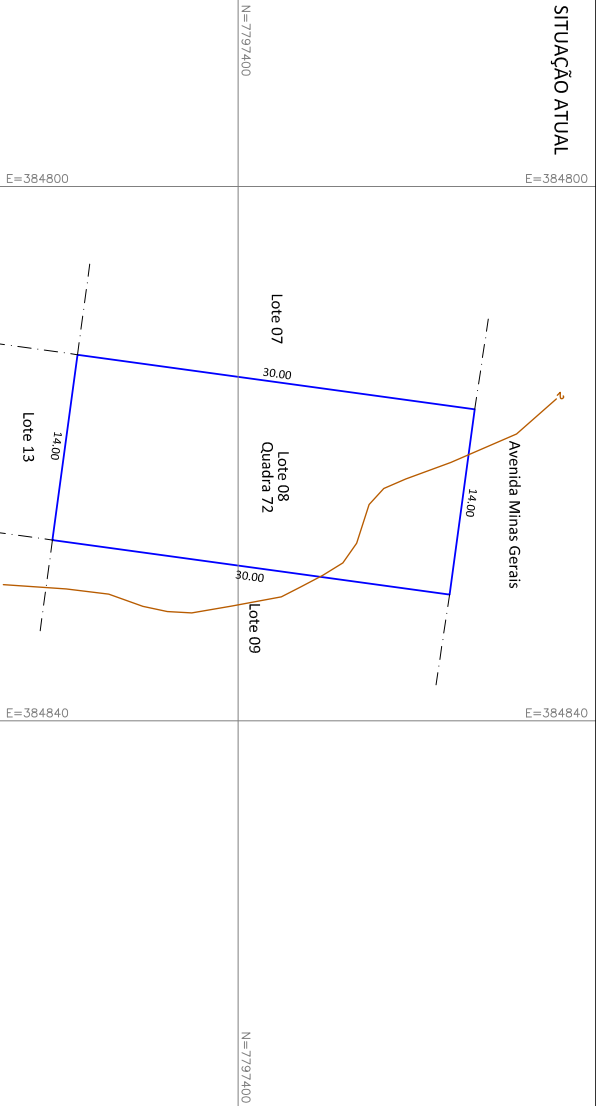 SITUAÇÃO ATUAL
N=7797400
E=384800
E=384800
Lote 07
30.00
2
Avenida Minas Gerais
14.00
Lote 08
Quadra 72
14.00
Lote 13
30.00
Lote 09
E=384840
E=384840
N=7797400